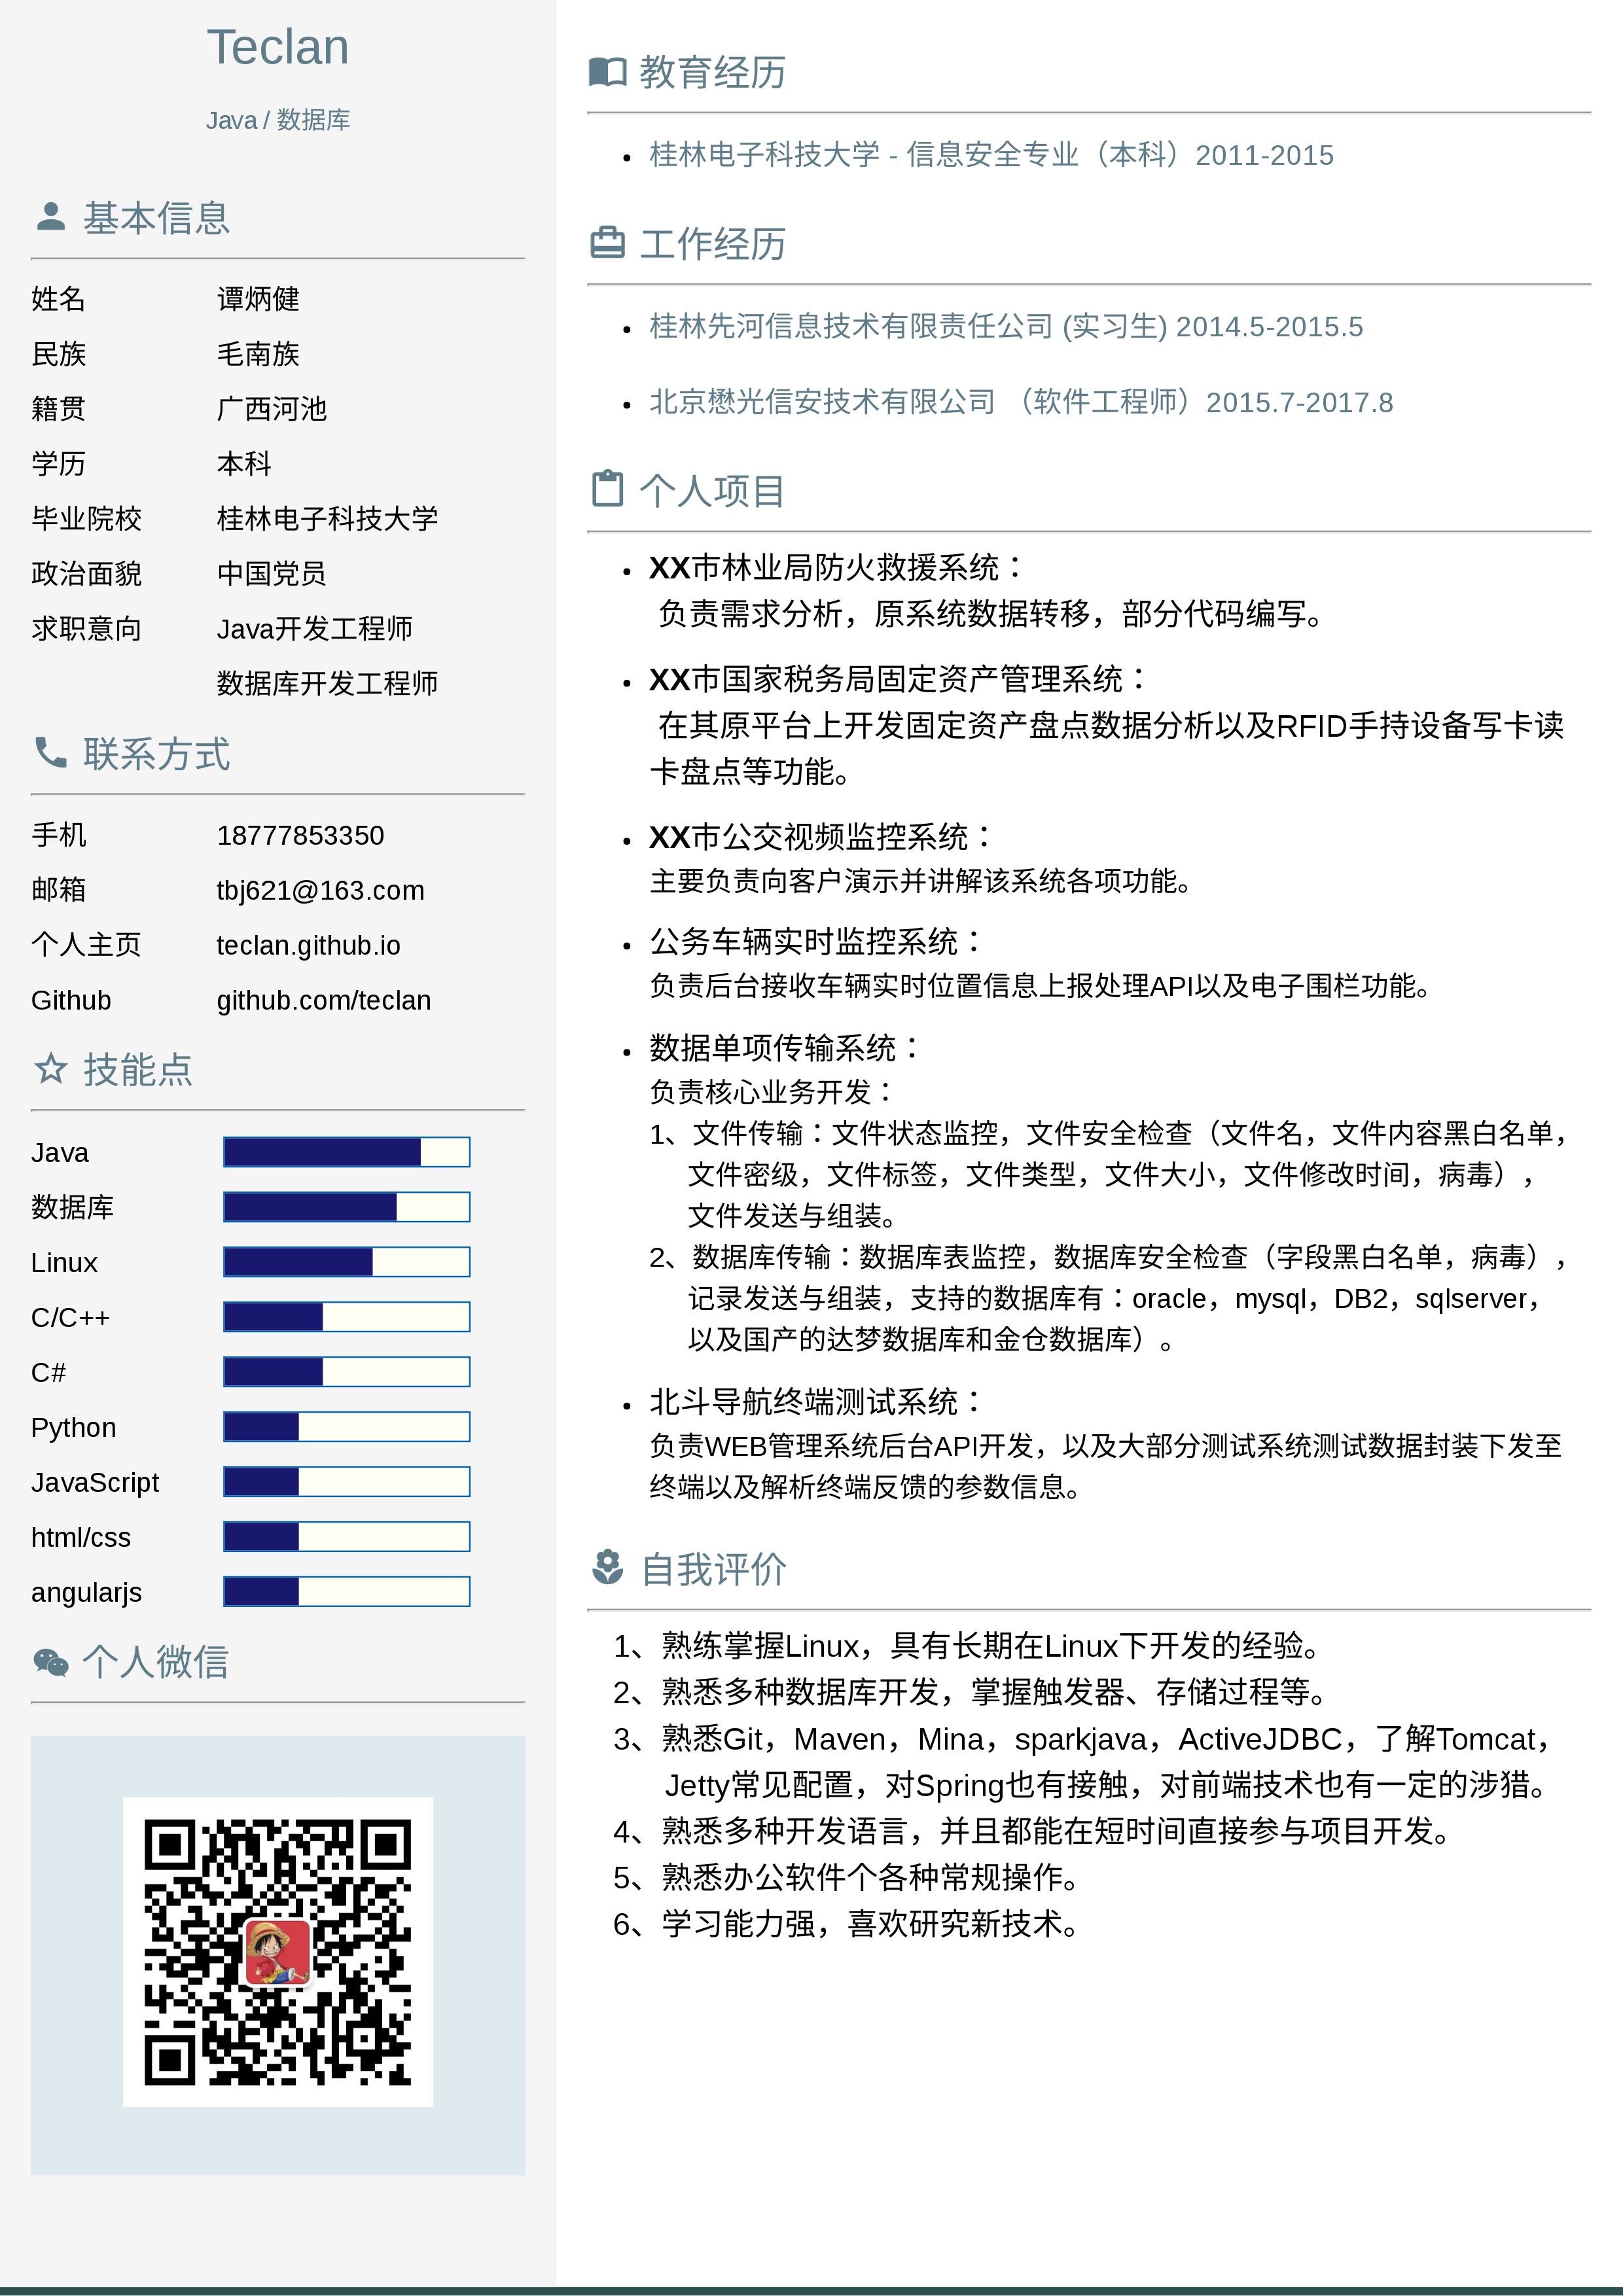 Teclan
Java / 数据库
基本信息
姓名 谭炳健
民族 毛南族
籍贯 广西河池
学历 本科
毕业院校 桂林电子科技大学
政治面貌 中国党员
求职意向 Java开发工程师
数据库开发工程师
联系方式
手机 18777853350
邮箱 tbj621@163.com
个人主页 teclan.github.io
Github github.com/teclan
技能点
Java
数据库
Linux
C/C++
C#
Python
JavaScript
html/css
angularjs
个人微信
教育经历
桂林电子科技大学 - 信息安全专业（本科）2011-2015
工作经历
桂林先河信息技术有限责任公司 (实习生) 2014.5-2015.5
北京懋光信安技术有限公司 （软件工程师）2015.7-2017.8
个人项目
XX市林业局防火救援系统：
负责需求分析，原系统数据转移，部分代码编写。
XX市国家税务局固定资产管理系统：
在其原平台上开发固定资产盘点数据分析以及RFID手持设备写卡读
卡盘点等功能。
XX市公交视频监控系统：
主要负责向客户演示并讲解该系统各项功能。
公务车辆实时监控系统：
负责后台接收车辆实时位置信息上报处理API以及电子围栏功能。
数据单项传输系统：
负责核心业务开发：
1、文件传输：文件状态监控，文件安全检查（文件名，文件内容黑白名单，
文件密级，文件标签，文件类型，文件大小，文件修改时间，病毒），
文件发送与组装。
2、数据库传输：数据库表监控，数据库安全检查（字段黑白名单，病毒），
记录发送与组装，支持的数据库有：oracle，mysql，DB2，sqlserver，
以及国产的达梦数据库和金仓数据库）。
北斗导航终端测试系统：
负责WEB管理系统后台API开发，以及大部分测试系统测试数据封装下发至
终端以及解析终端反馈的参数信息。
自我评价
1、熟练掌握Linux，具有长期在Linux下开发的经验。
2、熟悉多种数据库开发，掌握触发器、存储过程等。
3、熟悉Git，Maven，Mina，sparkjava，ActiveJDBC，了解Tomcat，
Jetty常见配置，对Spring也有接触，对前端技术也有一定的涉猎。
4、熟悉多种开发语言，并且都能在短时间直接参与项目开发。
5、熟悉办公软件个各种常规操作。
6、学习能力强，喜欢研究新技术。